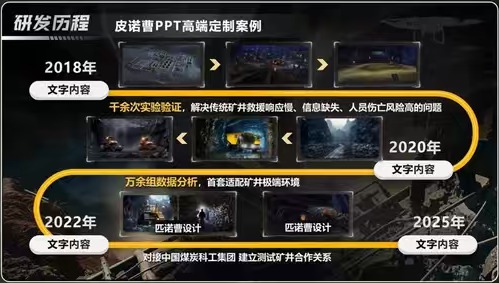 研发历程
皮诺曹PPT高端定制案例
2018年
文字内容
千余次实验验证，解决传统矿井救援响应慢、信息缺失、人员伤亡风险高的问题
2020年
文字内容
万余组数据分析，首套适配矿井极端环境
2022年
文字内容
匹诺曹设计
匹诺曹设计
2025年
文字内容
对接中国煤炭科工集团 建立测试矿井合作关系